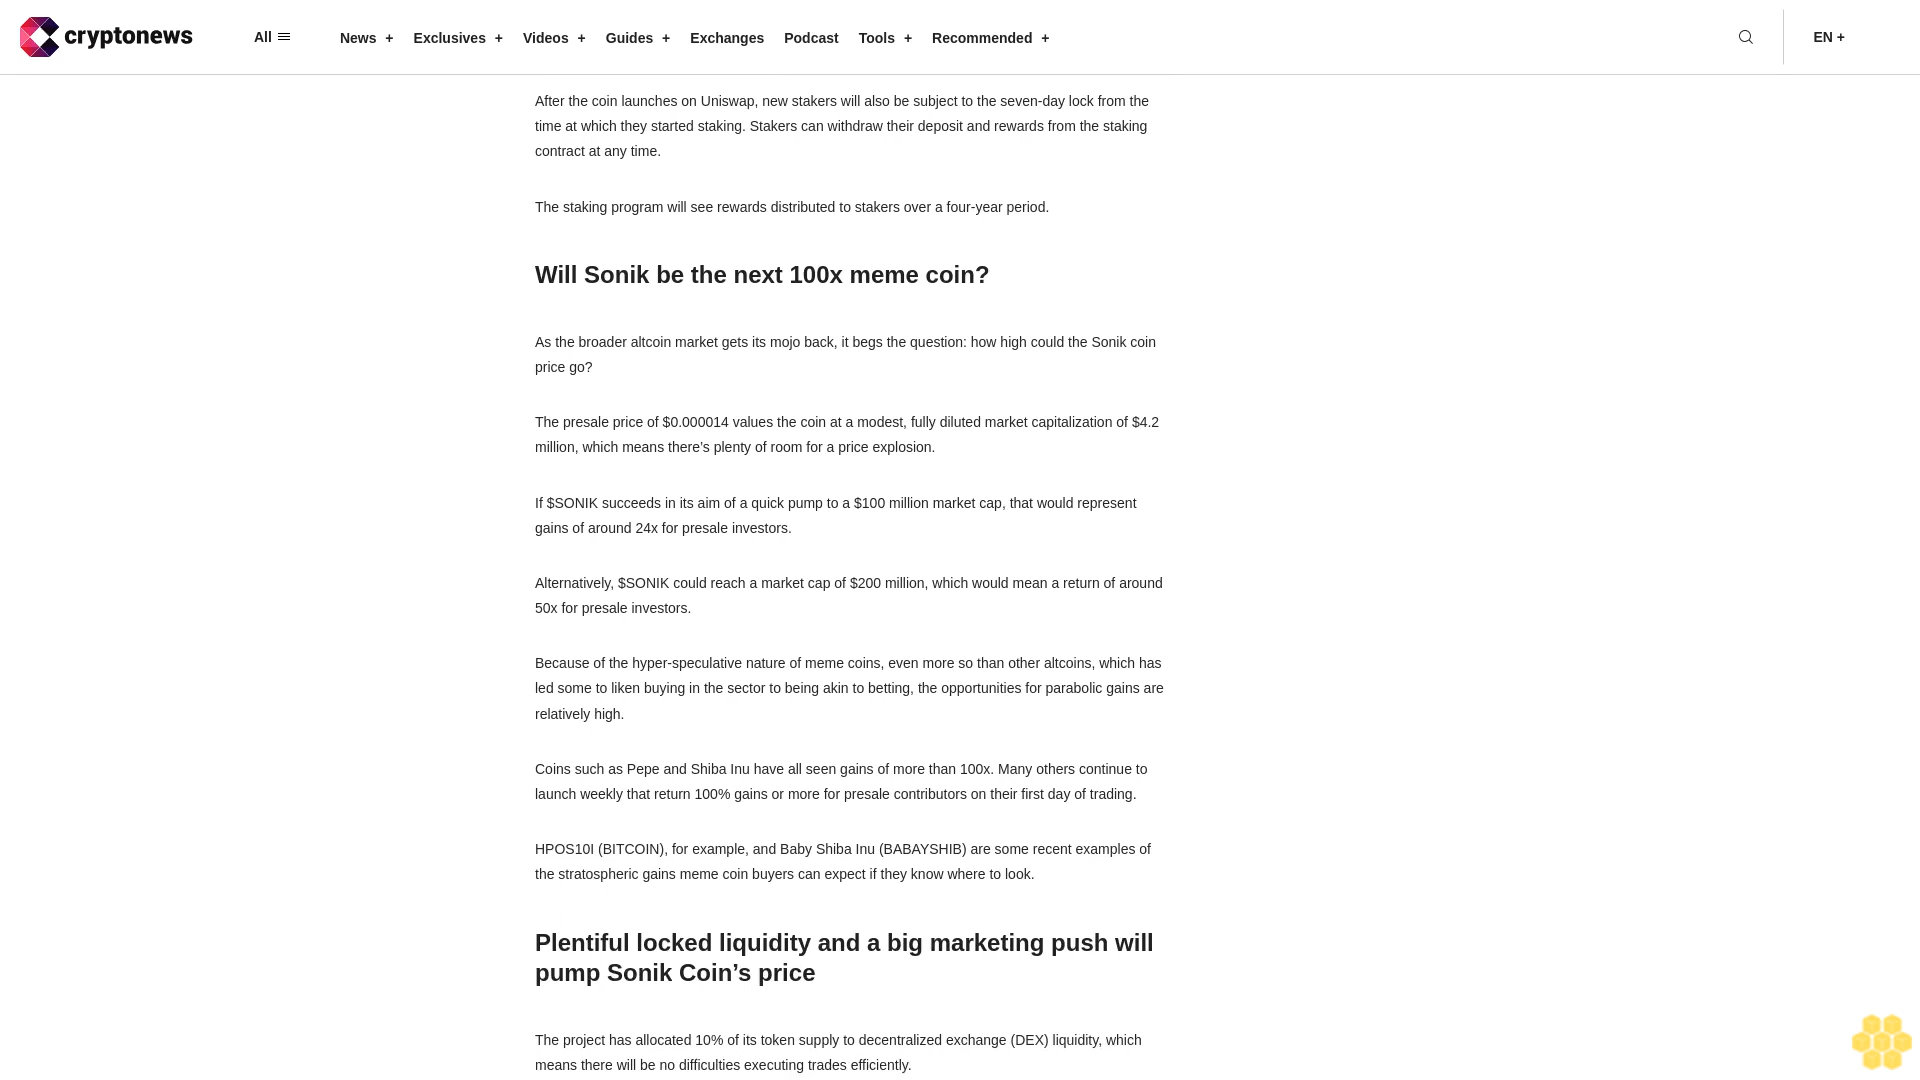 cryptonews
All
News +
Exclusives +
Videos +
Guides +
Exchanges
Podcast
Tools +
Recommended +
EN +
After the coin launches on Uniswap, new stakers will also be subject to the seven-day lock from the
time at which they started staking. Stakers can withdraw their deposit and rewards from the staking
contract at any time.
The staking program will see rewards distributed to stakers over a four-year period.
Will Sonik be the next 100x meme coin?
As the broader altcoin market gets its mojo back, it begs the question: how high could the Sonik coin
price go?
The presale price of $0.000014 values the coin at a modest, fully diluted market capitalization of $4.2
million, which means there’s plenty of room for a price explosion.
If $SONIK succeeds in its aim of a quick pump to a $100 million market cap, that would represent
gains of around 24x for presale investors.
Alternatively, $SONIK could reach a market cap of $200 million, which would mean a return of around
50x for presale investors.
Because of the hyper-speculative nature of meme coins, even more so than other altcoins, which has
led some to liken buying in the sector to being akin to betting, the opportunities for parabolic gains are
relatively high.
Coins such as Pepe and Shiba Inu have all seen gains of more than 100x. Many others continue to
launch weekly that return 100% gains or more for presale contributors on their first day of trading.
HPOS10I (BITCOIN), for example, and Baby Shiba Inu (BABAYSHIB) are some recent examples of
the stratospheric gains meme coin buyers can expect if they know where to look.
Plentiful locked liquidity and a big marketing push will
pump Sonik Coin’s price
The project has allocated 10% of its token supply to decentralized exchange (DEX) liquidity, which
means there will be no difficulties executing trades efficiently.